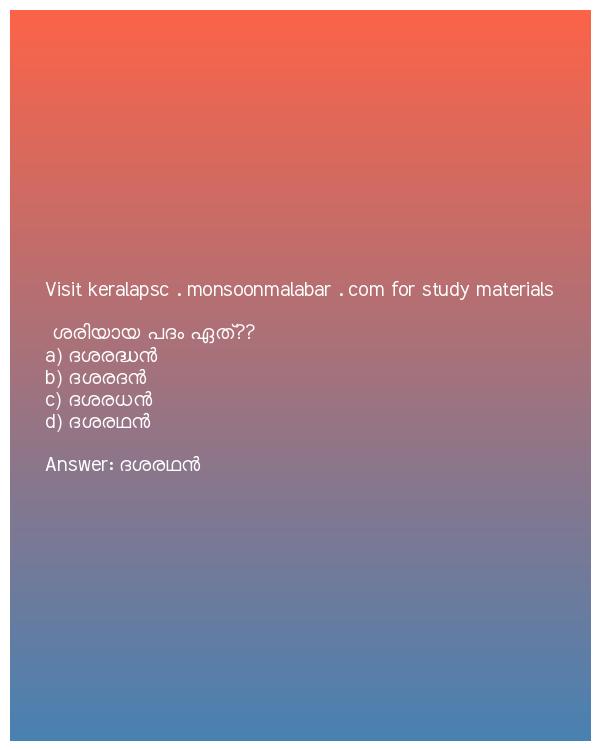 Visit keralapsc . monsoonmalabar . com for study materials
ശരിയായ പദം ഏത്??
a) ദശരദ്ധൻ
b) ദശരദൻ
c) ദശരധൻ
d) ദശരഥൻ
Answer: ദശരഥൻ